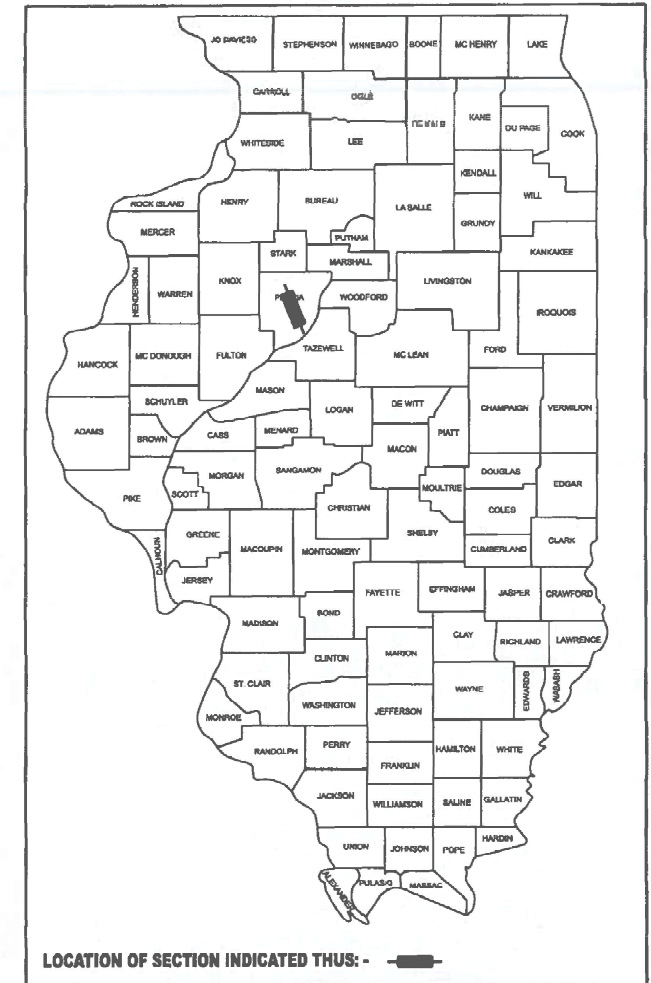 JO DAVIESS STEPHENSON WINNEBAGO BOONE MC HENRY LAKE
CARROLL OGLE KANE DU PAGE COOK
WHITESIDE LEE
KENDALL
ROCK ISLAND HENRY BUREAU LA SALLE WILL
GRUNDY
MERCER PUTNAM
STARK MARSHALL KANKAKEE
HENDERSON WARREN KNOX WOODFORD LIVINGSTON IROQUOIS
HANCOCK MC DONOUGH FULTON TAZEWELL MC LEAN FORD
MASON
SCHUYLER LOGAN DE WITT CHAMPAIGN VERMILION
ADAMS BROWN CASS MENARD PIATT
MACON
MORGAN SANGAMON DOUGLAS
PIKE SCOTT MOULTRIE EDGAR
CHRISTIAN COLES
GREENE SHELBY CLARK
CALHOUN MACOUPIN MONTGOMERY CUMBERLAND
JERSEY FAYETTE EFFINGHAM JASPER CRAWFORD
MADISON BOND
CLAY RICHLAND LAWRENCE
CLINTON MARION
ST. CLAIR WAYNE EDWARDS WABASH
MONROE WASHINGTON JEFFERSON
RANDOLPH PERRY HAMILTON WHITE
FRANKLIN
JACKSON WILLIAMSON SALINE GALLATIN
UNION JOHNSON POPE HARDIN
ALEXANDER PULASKI MASSAC
LOCATION OF SECTION INDICATED THUS: -